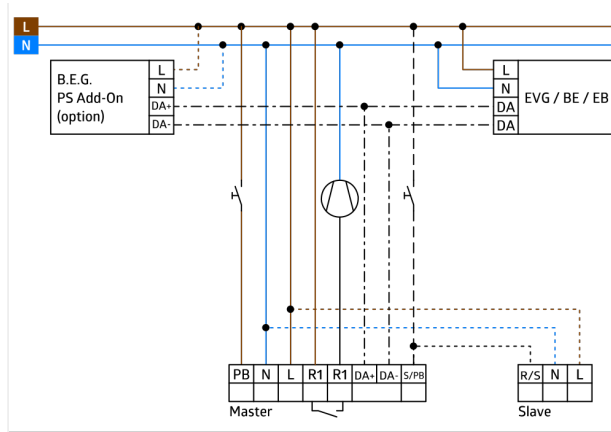 L
N
B.E.G.
PS Add-On
(option)
L
N
DA+
DA-
L
N
DA
DA
EVG / BE / EB
PB N L R1 R1 DA+ DA- S/PB
Master
R/S N L
Slave